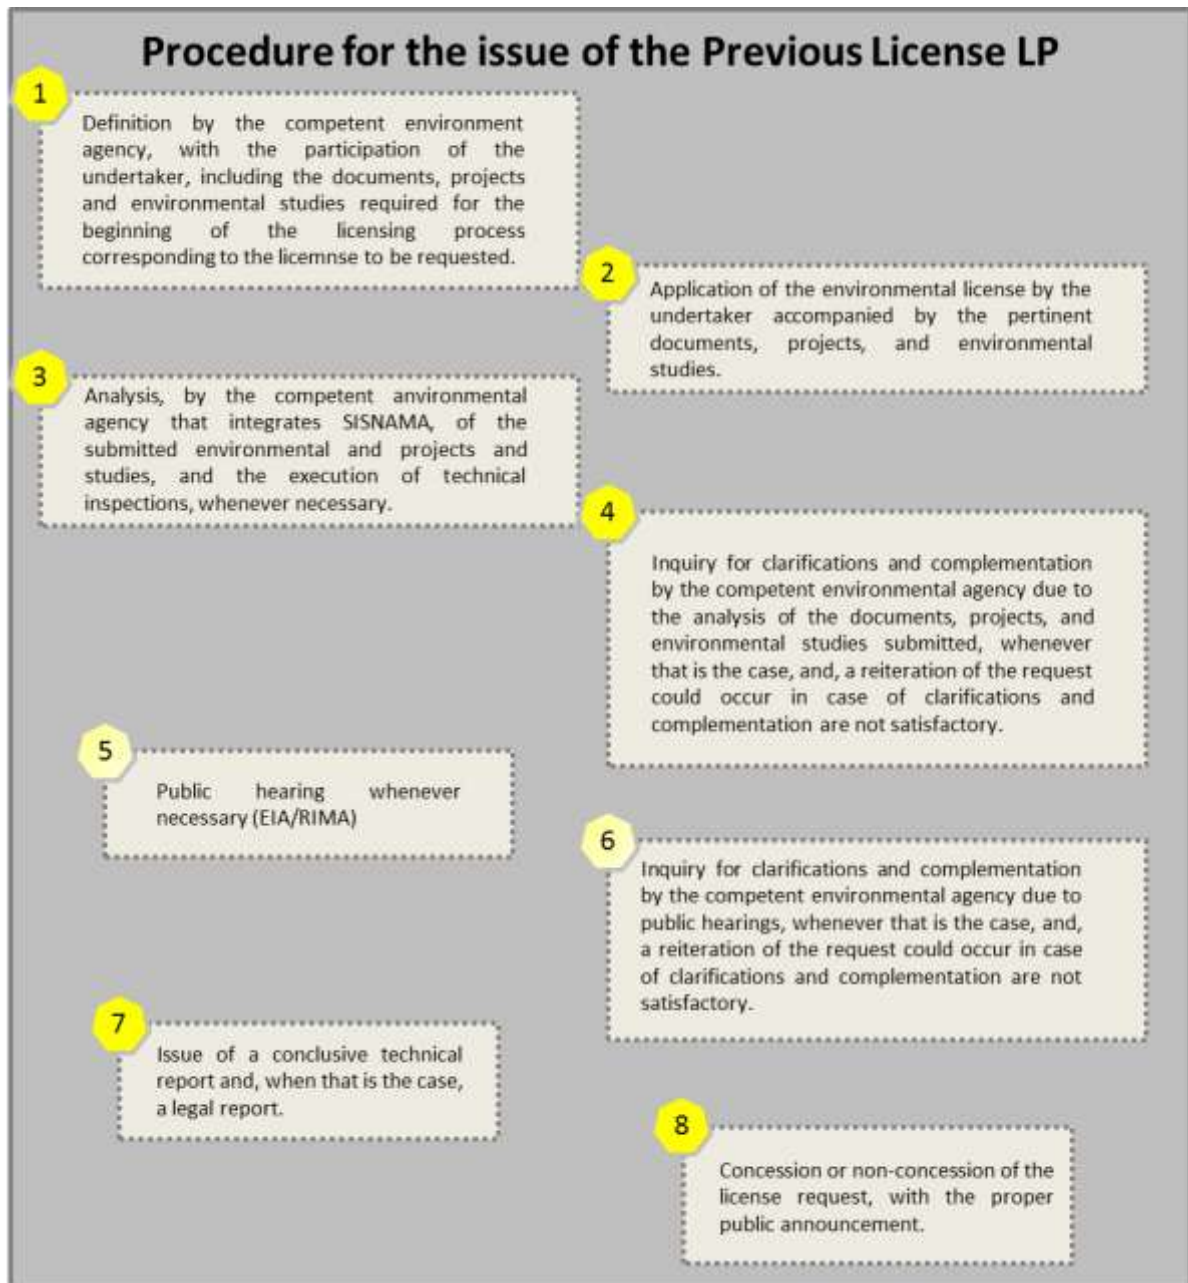 Procedure for the issue of the Previous License LP
1
Definition by the competent environment
agency, with the participation of the
undertaker, including the documents, projects
and environmental studies required for the
beginning of the licensing process
corresponding to the licemnse to be requested.
2
Application of the environmental license by the
undertaker accompanied by the pertinent
documents, projects, and environmental
studies.
3
Analysis, by the competent anvironmental
agency that integrates SISNAMA, of the
submitted environmental and projects and
studies, and the execution of technical
inspections, whenever necessary.
4
Inquiry for clarifications and complementation
by the competent environmental agency due to
the analysis of the documents, projects, and
environmental studies submitted, whenever
that is the case, and, a reiteration of the request
could occur in case of clarifications and
complementation are not satisfactory.
5
Public hearing whenever
necessary (EIA/RIMA)
6
Inquiry for clarifications and complementation
by the competent environmental agency due to
public hearings, whenever that is the case, and,
a reiteration of the request could occur in case
of clarifications and complementation are not
satisfactory.
7
Issue of a conclusive technical
report and, when that is the case,
a legal report.
8
Concession or non-concession of the
license request, with the proper
public announcement.